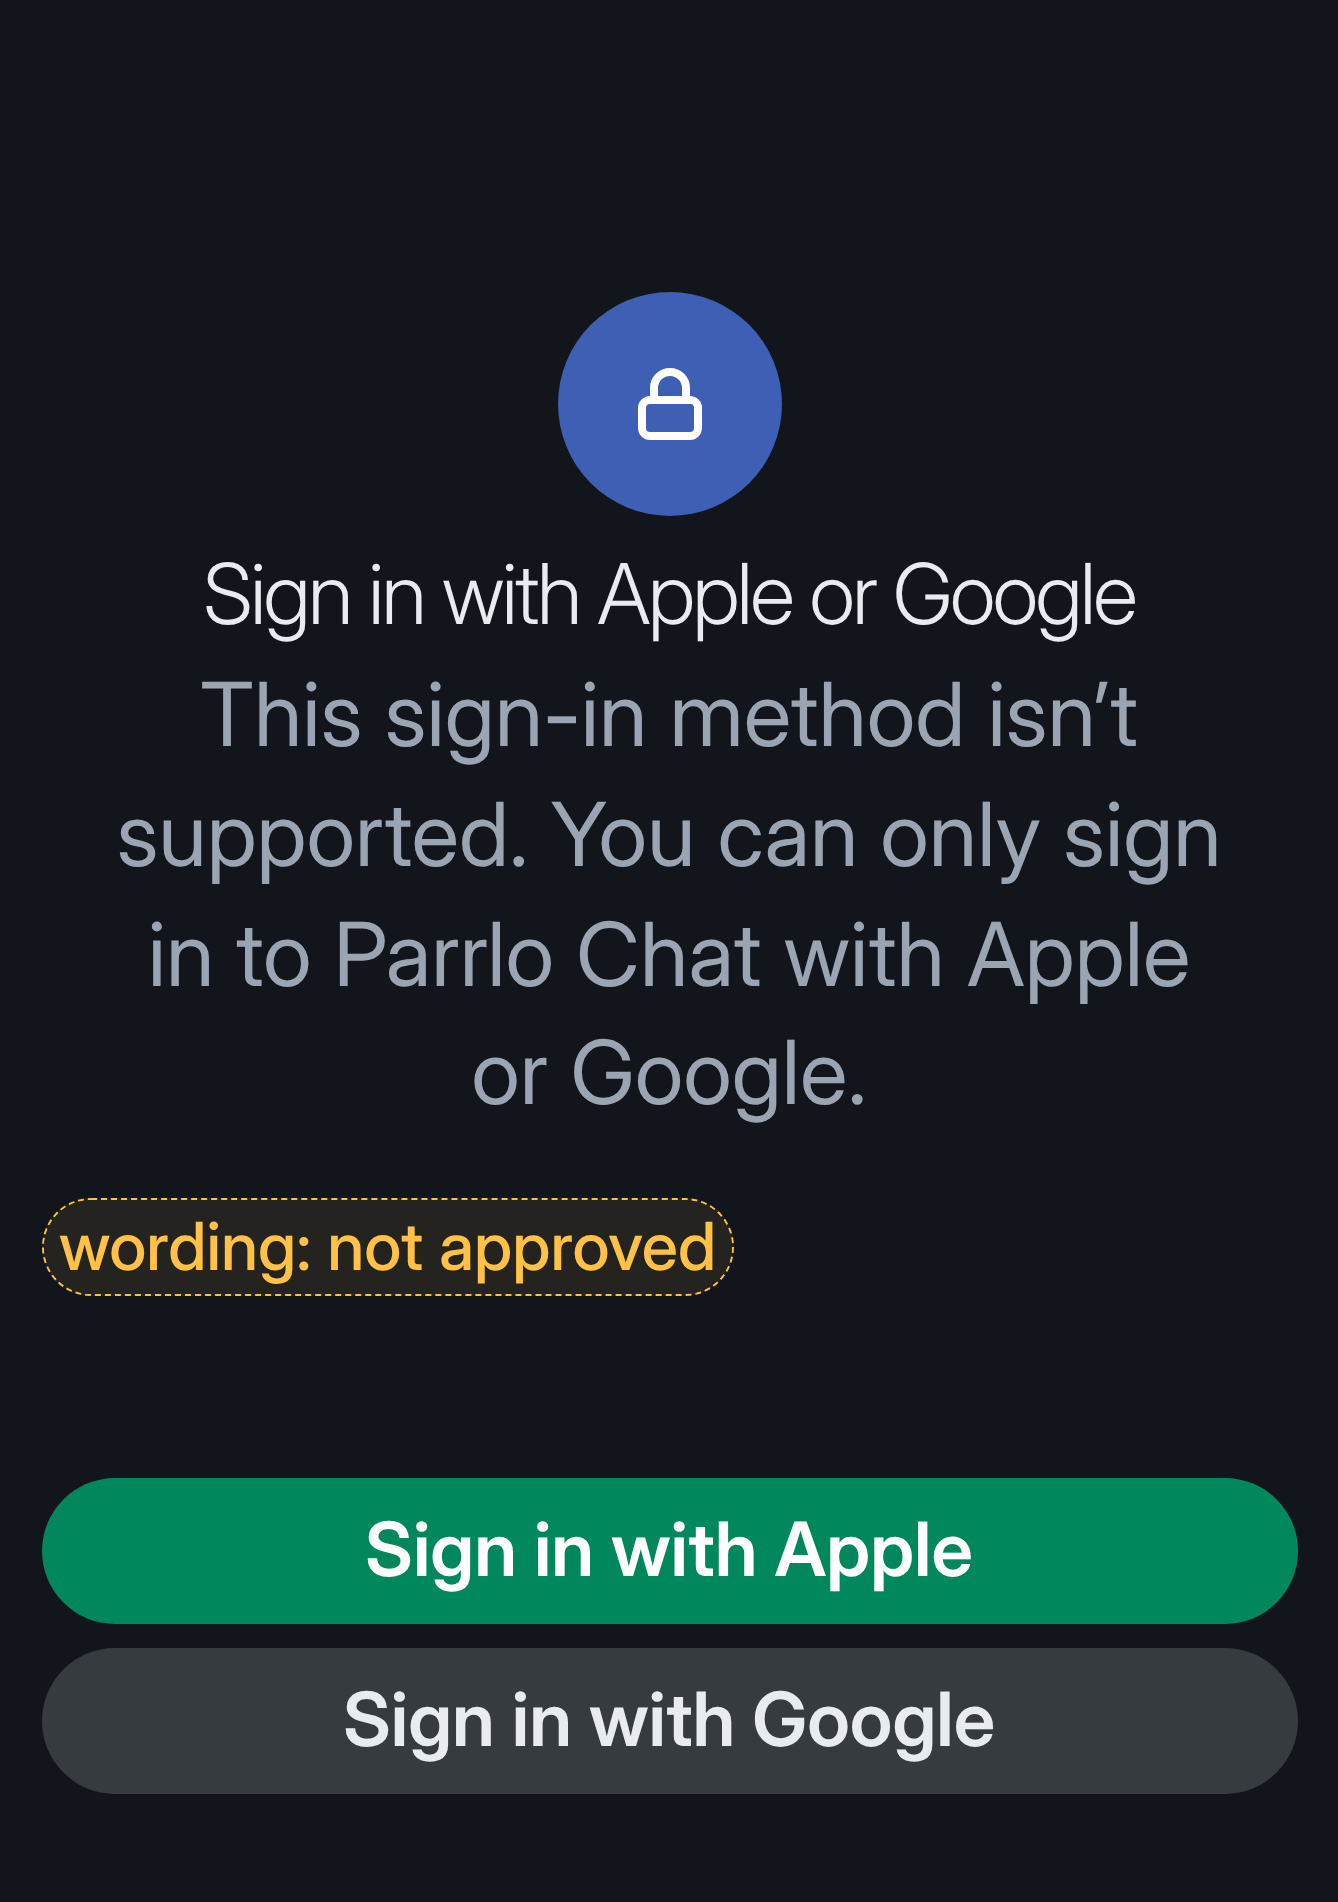 Sign in with Apple or Google
This sign-in method isn’t
supported. You can only sign
in to Parrlo Chat with Apple
or Google.
wording: not approved
Sign in with Apple
Sign in with Google